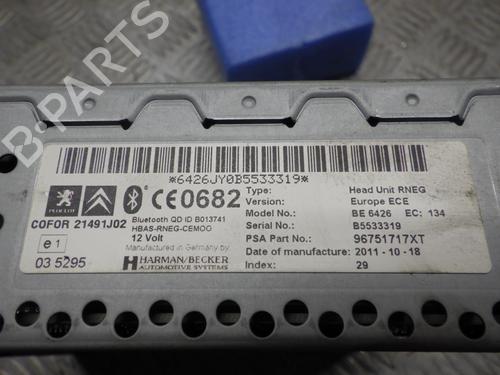 B-PARTS
*6426JY0B5533319*
PEUGEOT
CE0682
COFOR 21491J02
Bluetooth QD ID B013741
HBAS-RNEG-CEMOG
12 Volt
Manufactured in Germany by
e1
03 5295
HARMAN/BECKER
AUTOMOTIVE SYSTEMS
Type: Head Unit RNEG
Version: Europe ECE
Model No.: BE 6426 EC: 134
Serial No.: B5533319
PSA Part No.: 96751717XT
Date of manufacture: 2011 - 10 - 18
Index: 29